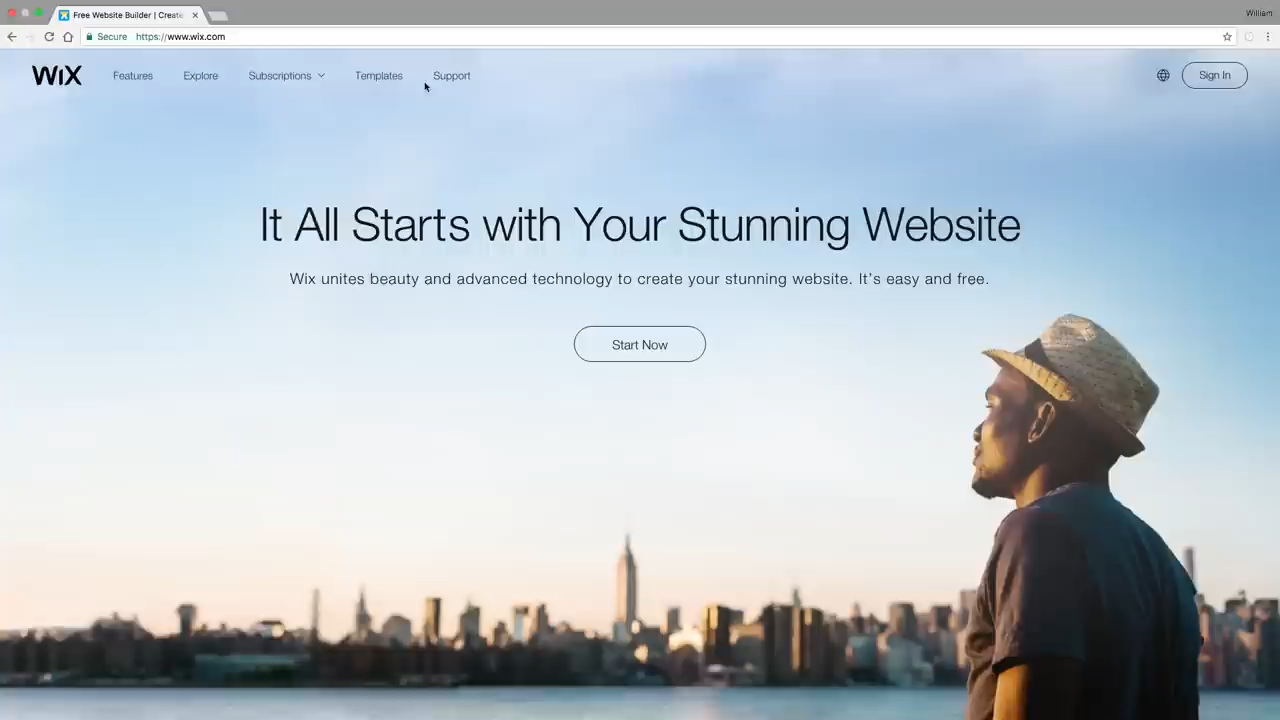 Free Website Builder | Create
William
Secure https://www.wix.com
WiX Features Explore Subscriptions Templates Support Sign In
It All Starts with Your Stunning Website
Wix unites beauty and advanced technology to create your stunning website. It's easy and free.
Start Now